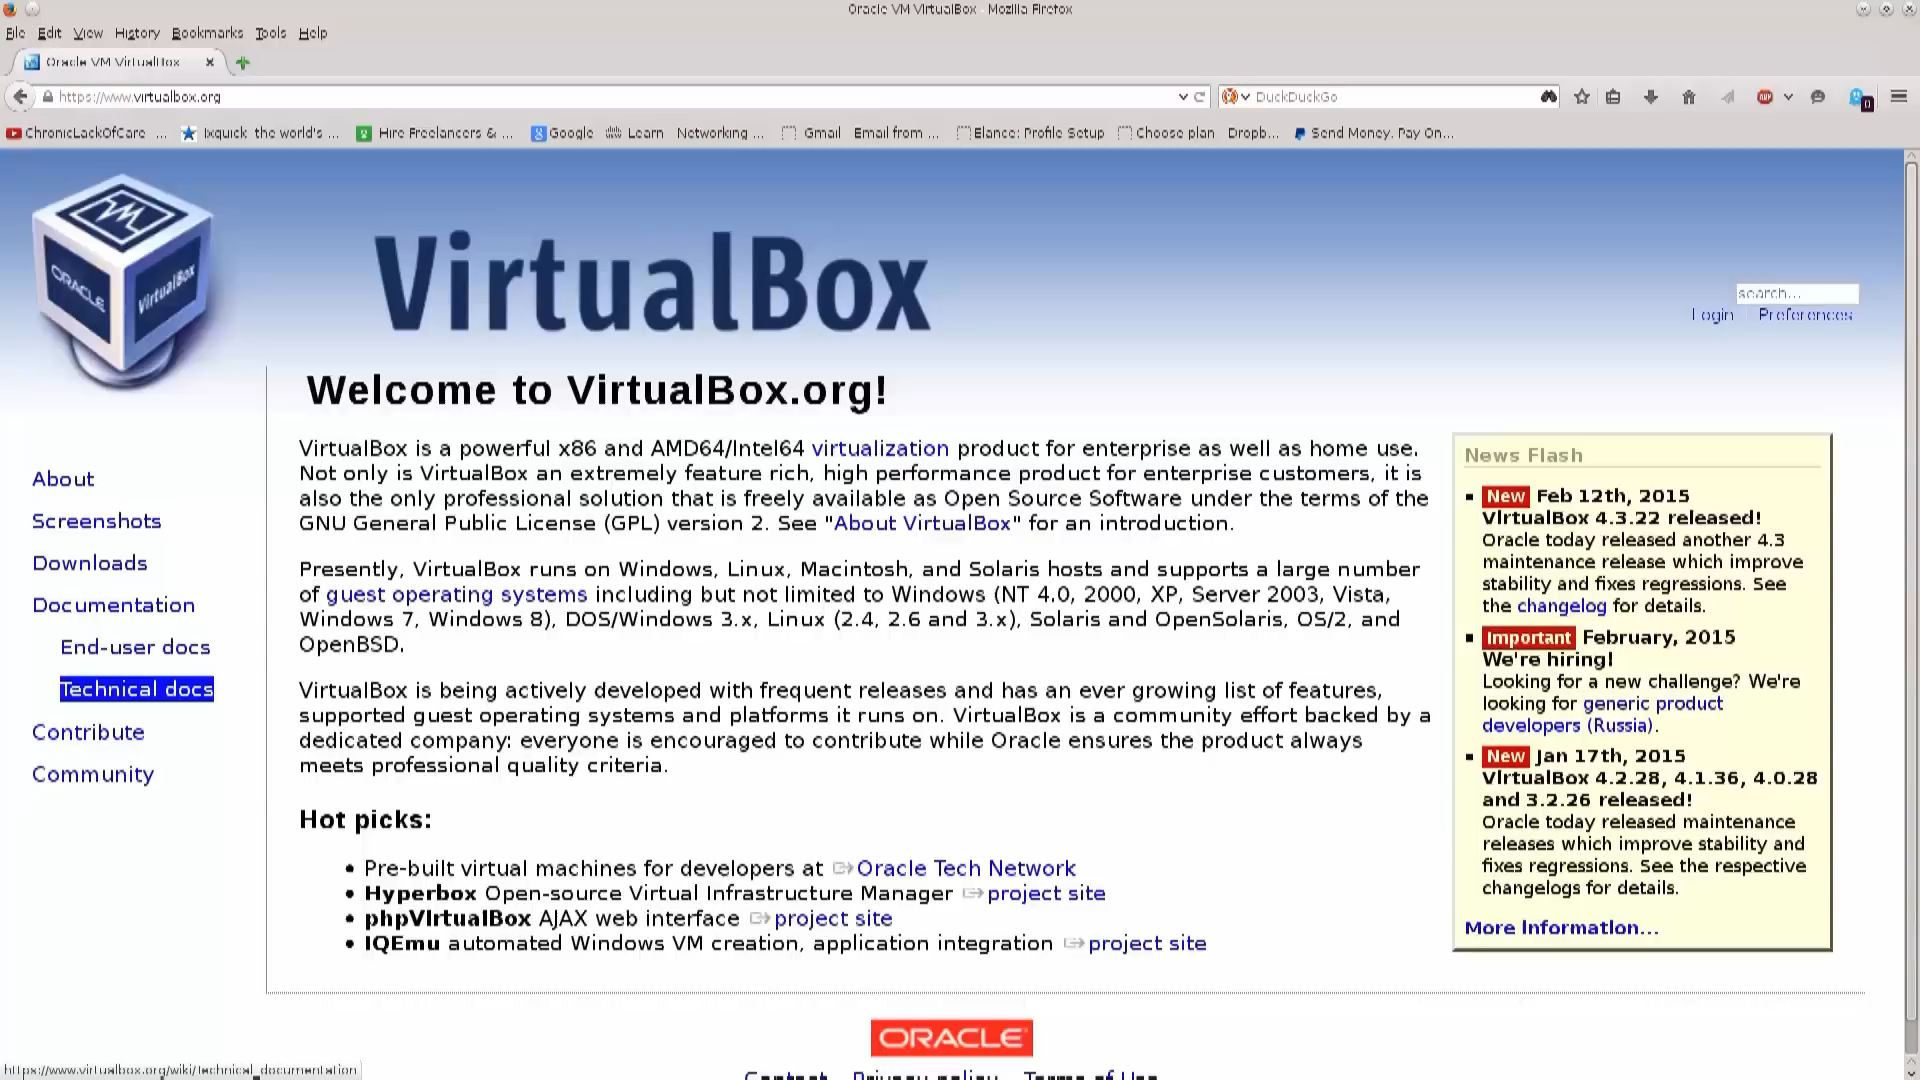 Oracle VM VirtualBox - Mozilla Firefox
File Edit View History Bookmarks Tools Help
Oracle VM VirtualBox
https://www.virtualbox.org
DuckDuckGo
ABP
0
ChronicLackOfCare ...
Ixquick the world's ...
Hire Freelancers & ...
Google
Learn Networking ...
Gmail Email from ...
Elance: Profile Setup
Choose plan Dropb...
Send Money, Pay On...
ORACLE
VirtualBox
VirtualBox
search...
Login
Preferences
About
Screenshots
Downloads
Documentation
End-user docs
Technical docs
Contribute
Community
Welcome to VirtualBox.org!
VirtualBox is a powerful x86 and AMD64/Intel64 virtualization product for enterprise as well as home use.
Not only is VirtualBox an extremely feature rich, high performance product for enterprise customers, it is
also the only professional solution that is freely available as Open Source Software under the terms of the
GNU General Public License (GPL) version 2. See "About VirtualBox" for an introduction.
Presently, VirtualBox runs on Windows, Linux, Macintosh, and Solaris hosts and supports a large number
of guest operating systems including but not limited to Windows (NT 4.0, 2000, XP, Server 2003, Vista,
Windows 7, Windows 8), DOS/Windows 3.x, Linux (2.4, 2.6 and 3.x), Solaris and OpenSolaris, OS/2, and
OpenBSD.
VirtualBox is being actively developed with frequent releases and has an ever growing list of features,
supported guest operating systems and platforms it runs on. VirtualBox is a community effort backed by a
dedicated company: everyone is encouraged to contribute while Oracle ensures the product always
meets professional quality criteria.
Hot picks:
• Pre-built virtual machines for developers at Oracle Tech Network
• Hyperbox Open-source Virtual Infrastructure Manager project site
• phpVirtualBox AJAX web interface project site
• IQEmu automated Windows VM creation, application integration project site
News Flash
New Feb 12th, 2015
VirtualBox 4.3.22 released!
Oracle today released another 4.3
maintenance release which improve
stability and fixes regressions. See
the changelog for details.
Important February, 2015
We're hiring!
Looking for a new challenge? We're
looking for generic product
developers (Russia).
New Jan 17th, 2015
VirtualBox 4.2.28, 4.1.36, 4.0.28
and 3.2.26 released!
Oracle today released maintenance
releases which improve stability and
fixes regressions. See the respective
changelogs for details.
More information...
ORACLE
Contact Privacy policy Terms of Use
https://www.virtualbox.org/wiki/Technical_documentation